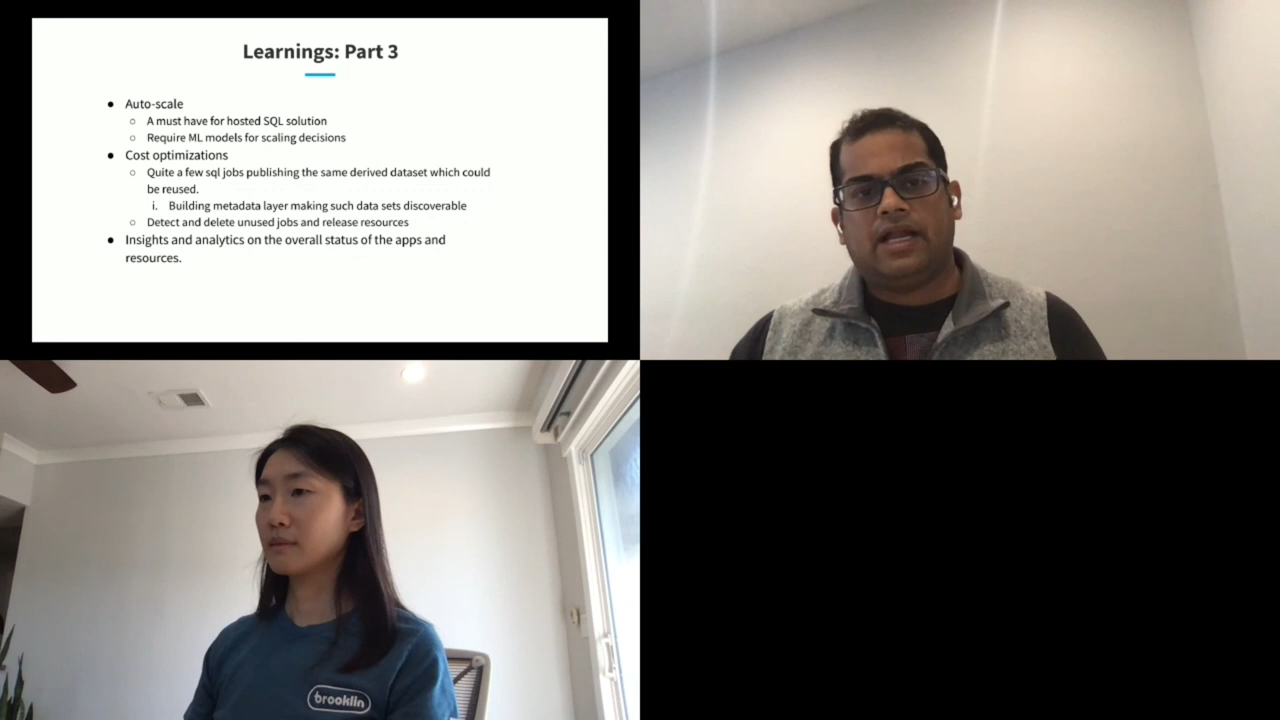 Learnings: Part 3
● Auto-scale
○ A must have for hosted SQL solution
○ Require ML models for scaling decisions
● Cost optimizations
○ Quite a few sql jobs publishing the same derived dataset which could
be reused.
i. Building metadata layer making such data sets discoverable
○ Detect and delete unused jobs and release resources
● Insights and analytics on the overall status of the apps and
resources.
brooklin